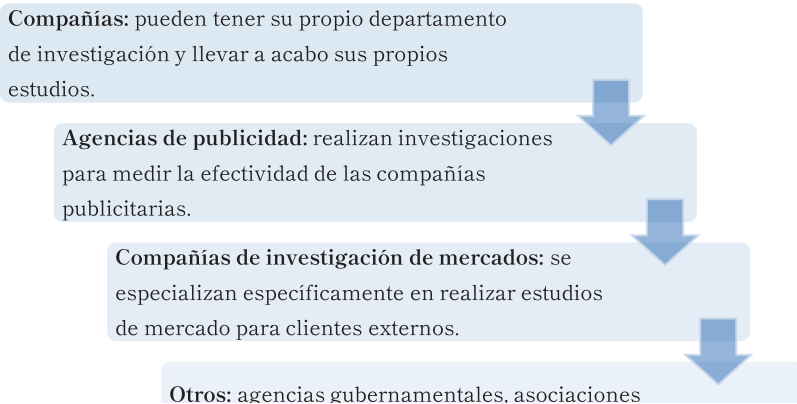 Compañías: pueden tener su propio departamento
de investigación y llevar a acabo sus propios
estudios.
Agencias de publicidad: realizan investigaciones
para medir la efectividad de las compañías
publicitarias.
Compañías de investigación de mercados: se
especializan específicamente en realizar estudios
de mercado para clientes externos.
Otros: agencias gubernamentales, asociaciones